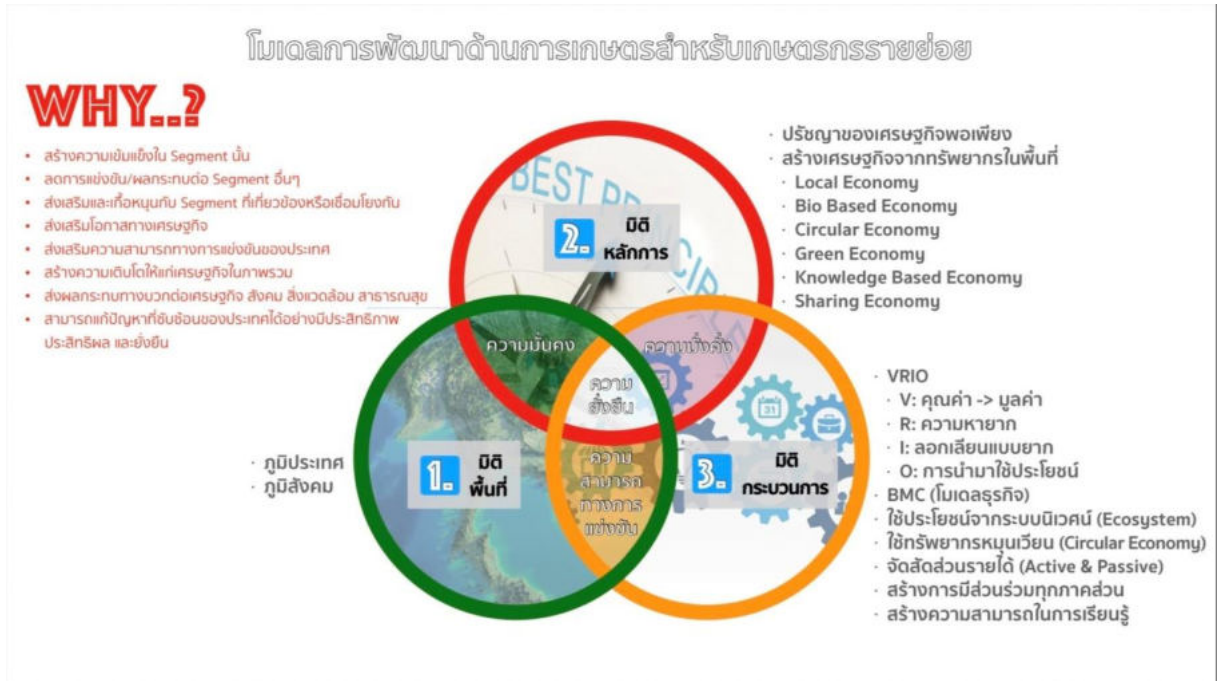 โมเดลการพัฒนาด้านการเกษตรสำหรับเกษตรกรรายย่อย
WHY..?
• สร้างความเข้มแข็งใน Segment นั้น
• ลดการแข่งขัน/ผลกระทบต่อ Segment อื่นๆ
• ส่งเสริมและเกื้อหนุนกับ Segment ที่เกี่ยวข้องหรือเชื่อมโยงกัน
• ส่งเสริมโอกาสทางเศรษฐกิจ
• ส่งเสริมความสามารถทางการแข่งขันของประเทศ
• สร้างความเติบโตให้แก่เศรษฐกิจในภาพรวม
• ส่งผลกระทบทางบวกต่อเศรษฐกิจ สังคม สิ่งแวดล้อม สาธารณสุข
• สามารถแก้ปัญหาที่ซับซ้อนของประเทศได้อย่างมีประสิทธิภาพ
ประสิทธิผล และยั่งยืน
BEST PRINCIP
2. มิติ
หลักการ
ความมั่นคง
ความมั่งคั่ง
ความ
ยั่งยืน
1. มิติ
พื้นที่
ความ
สามารถ
ทางการ
แข่งขัน
3. มิติ
กระบวนการ
31
· ภูมิประเทศ
· ภูมิสังคม
· ปรัชญาของเศรษฐกิจพอเพียง
· สร้างเศรษฐกิจจากทรัพยากรในพื้นที่
· Local Economy
· Bio Based Economy
· Circular Economy
· Green Economy
· Knowledge Based Economy
· Sharing Economy
· VRIO
· V: คุณค่า -> มูลค่า
· R: ความหายาก
· I: ลอกเลียนแบบยาก
· O: การนำมาใช้ประโยชน์
· BMC (โมเดลธุรกิจ)
· ใช้ประโยชน์จากระบบนิเวศน์ (Ecosystem)
· ใช้ทรัพยากรหมุนเวียน (Circular Economy)
· จัดสัดส่วนรายได้ (Active & Passive)
· สร้างการมีส่วนร่วมทุกภาคส่วน
· สร้างความสามารถในการเรียนรู้